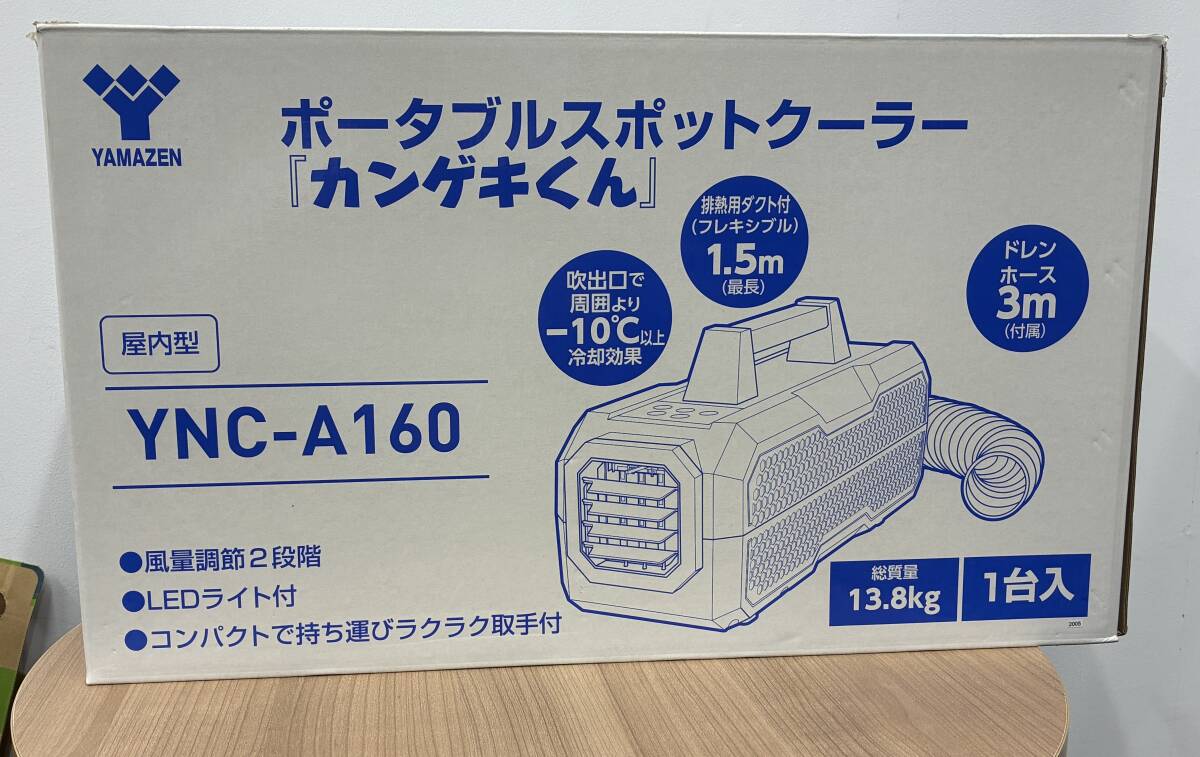 YAMAZEN
ポータブルスポットクーラー
『カンゲキくん』
排熱用ダクト付
(フレキシブル)
1.5m
(最長)
吹出口で
周囲より
−10℃以上
冷却効果
ドレン
ホース
3m
(付属)
屋内型
YNC-A160
●風量調節2段階
●LEDライト付
●コンパクトで持ち運びラクラク取手付
総質量
13.8kg
1台入
2005